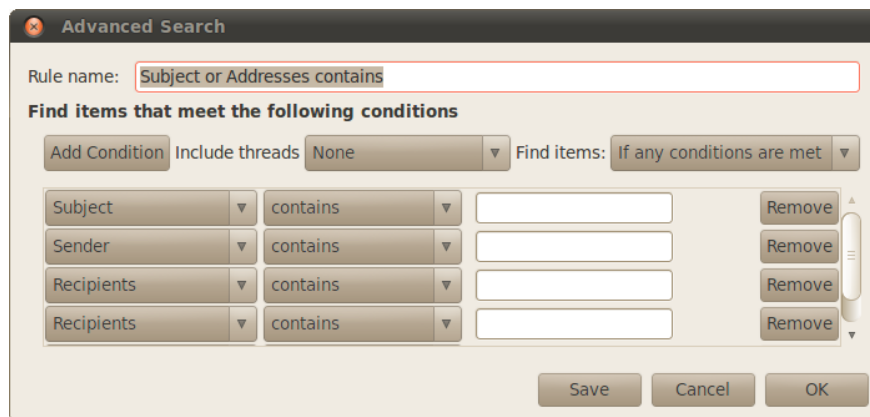 Advanced Search
Rule name: Subject or Addresses contains
Find items that meet the following conditions
Add Condition Include threads None Find items: If any conditions are met
Subject contains Remove
Sender contains Remove
Recipients contains Remove
Recipients contains Remove
Save Cancel OK